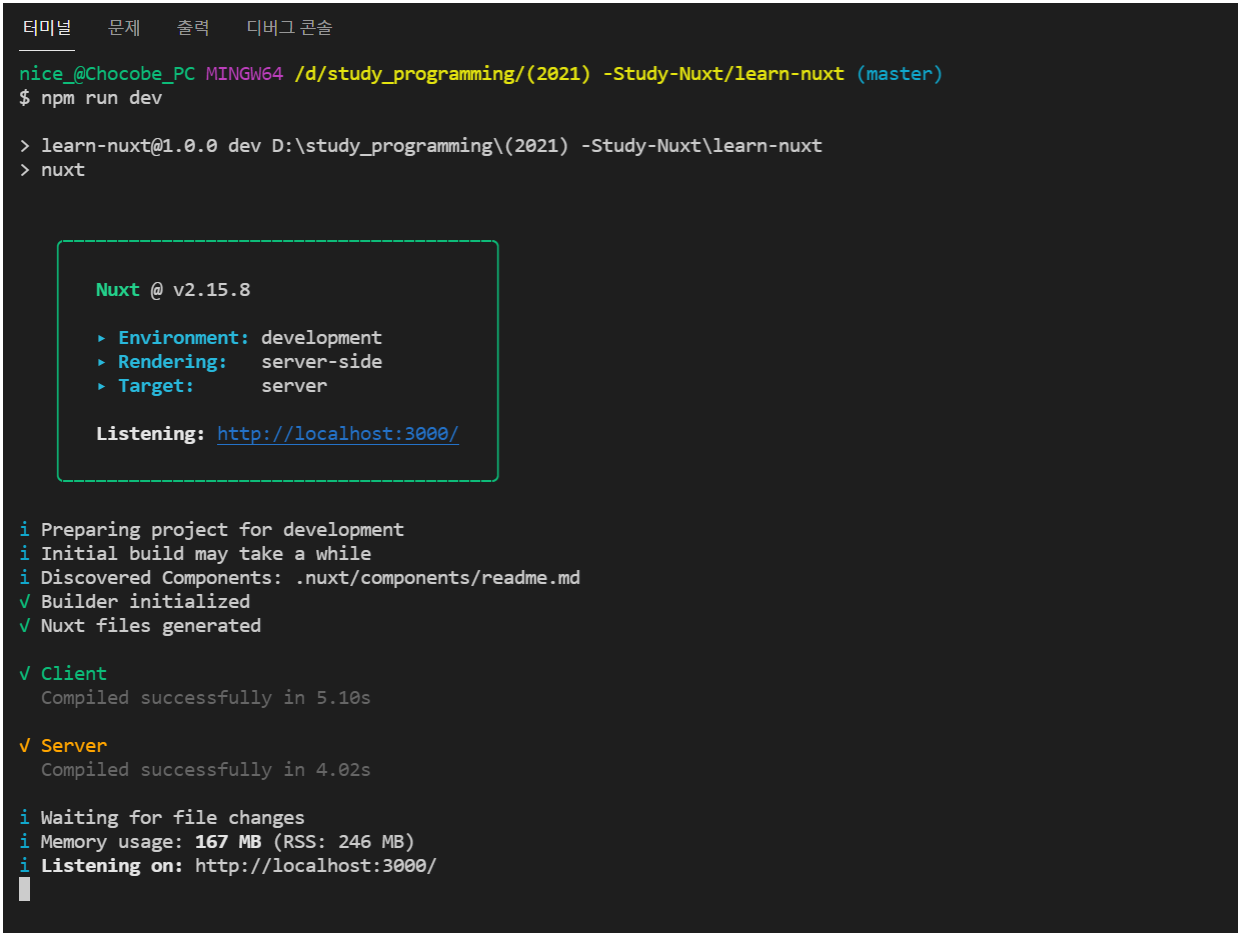 터미널 문제 출력 디버그 콘솔
nice_@Chocobe_PC MINGW64 /d/study_programming/(2021) -Study-Nuxt/learn-nuxt (master)
$ npm run dev
> learn-nuxt@1.0.0 dev D:\study_programming\(2021) -Study-Nuxt\learn-nuxt
> nuxt
Nuxt @ v2.15.8
▸ Environment: development
▸ Rendering: server-side
▸ Target: server
Listening: http://localhost:3000/
i Preparing project for development
i Initial build may take a while
i Discovered Components: .nuxt/components/readme.md
√ Builder initialized
√ Nuxt files generated
√ Client
Compiled successfully in 5.10s
√ Server
Compiled successfully in 4.02s
i Waiting for file changes
i Memory usage: 167 MB (RSS: 246 MB)
i Listening on: http://localhost:3000/